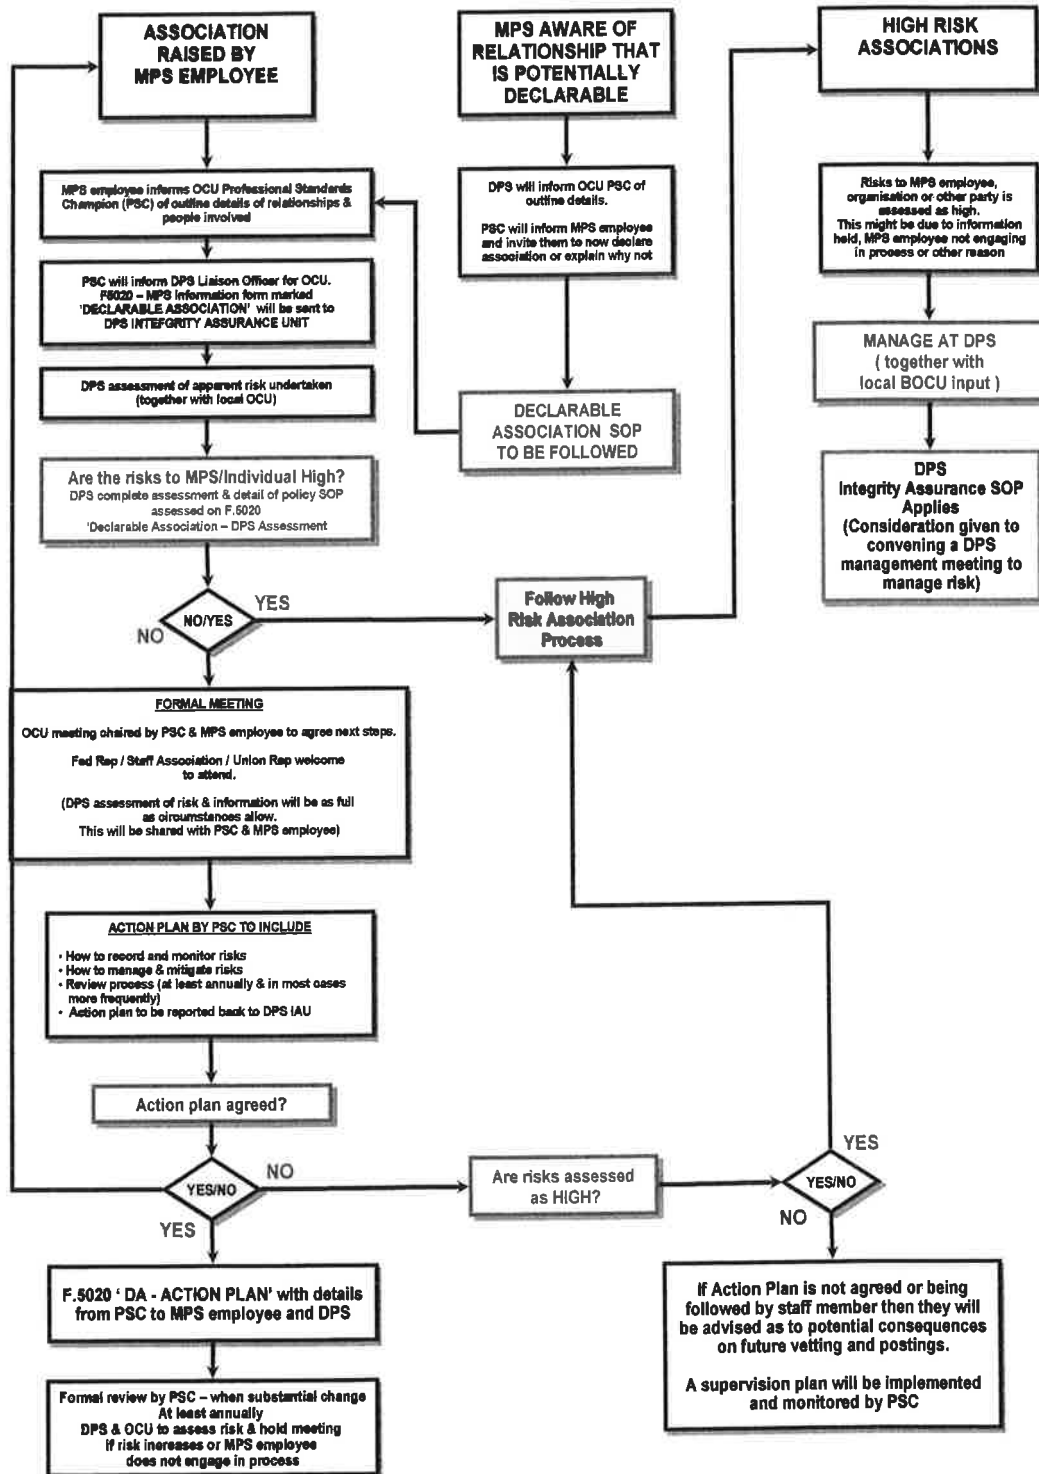 ASSOCIATION
RAISED BY
MPS EMPLOYEE
MPS employee informs OCU Professional Standards
Champion (PSC) of outline details of relationships &
people involved
PSC will inform DPS Liaison Officer for OCU.
F5020 – MPS information form marked
'DECLARABLE ASSOCIATION' will be sent to
DPS INTEFGRITY ASSURANCE UNIT
DPS assessment of apparent risk undertaken
(together with local OCU)
Are the risks to MPS/Individual High?
DPS complete assessment & detail of policy SOP
assessed on F.5020
'Declarable Association – DPS Assessment
NO/YES
YES
NO
FORMAL MEETING
OCU meeting chaired by PSC & MPS employee to agree next steps.
Fed Rep / Staff Association / Union Rep welcome
to attend.
(DPS assessment of risk & information will be as full
as circumstances allow.
This will be shared with PSC & MPS employee)
ACTION PLAN BY PSC TO INCLUDE
• How to record and monitor risks
• How to manage & mitigate risks
• Review process (at least annually & in most cases
more frequently)
• Action plan to be reported back to DPS IAU
Action plan agreed?
YES/NO
NO
YES
F.5020 ' DA - ACTION PLAN' with details
from PSC to MPS employee and DPS
Formal review by PSC – when substantial change
At least annually
DPS & OCU to assess risk & hold meeting
If risk increases or MPS employee
does not engage in process
MPS AWARE OF
RELATIONSHIP THAT
IS POTENTIALLY
DECLARABLE
DPS will inform OCU PSC of
outline details.
PSC will inform MPS employee
and invite them to now declare
association or explain why not
DECLARABLE
ASSOCIATION SOP
TO BE FOLLOWED
Follow High
Risk Association
Process
Are risks assessed
as HIGH?
YES/NO
YES
NO
If Action Plan is not agreed or being
followed by staff member then they will
be advised as to potential consequences
on future vetting and postings.
A supervision plan will be implemented
and monitored by PSC
HIGH RISK
ASSOCIATIONS
Risks to MPS employee,
organisation or other party is
assessed as high.
This might be due to information
held, MPS employee not engaging
in process or other reason
MANAGE AT DPS
( together with
local BOCU input )
DPS
Integrity Assurance SOP
Applies
(Consideration given to
convening a DPS
management meeting to
manage risk)